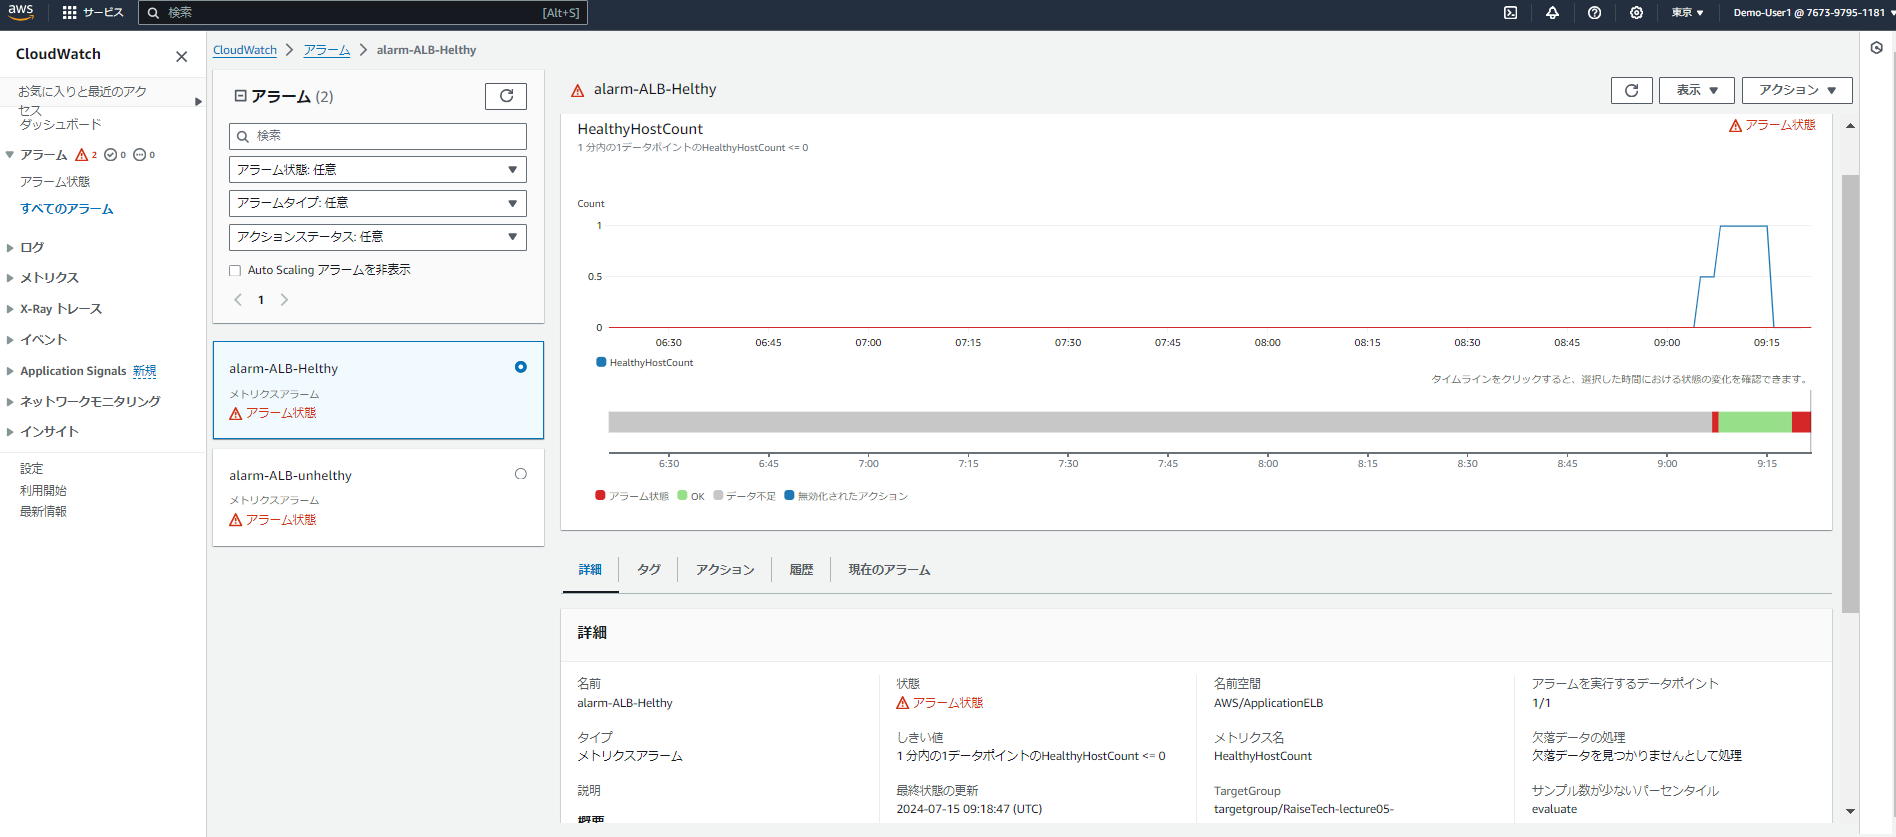 aws
サービス
検索
[Alt+S]
東京
Demo-User1 @ 7673-9795-1181
CloudWatch
お気に入りと最近のアク
セス
ダッシュボード
アラーム 2 0 0
アラーム状態
すべてのアラーム
ログ
メトリクス
X-Ray トレース
イベント
Application Signals 新規
ネットワークモニタリング
インサイト
設定
利用開始
最新情報
CloudWatch
アラーム
alarm-ALB-Helthy
アラーム (2)
検索
アラーム状態: 任意
アラームタイプ: 任意
アクションステータス: 任意
Auto Scaling アラームを非表示
1
alarm-ALB-Helthy
メトリクスアラーム
アラーム状態
alarm-ALB-unhelthy
メトリクスアラーム
アラーム状態
alarm-ALB-Helthy
表示
アクション
HealthyHostCount
アラーム状態
1 分内の1データポイントのHealthyHostCount <= 0
Count
1
0.5
0
06:30 06:45 07:00 07:15 07:30 07:45 08:00 08:15 08:30 08:45 09:00 09:15
HealthyHostCount
タイムラインをクリックすると、選択した時間における状態の変化を確認できます。
6:30 6:45 7:00 7:15 7:30 7:45 8:00 8:15 8:30 8:45 9:00 9:15
アラーム状態 OK データ不足 無効化されたアクション
詳細 タグ アクション 履歴 現在のアラーム
詳細
名前
alarm-ALB-Helthy
タイプ
メトリクスアラーム
説明
概要
状態
アラーム状態
しきい値
1 分内の1データポイントのHealthyHostCount <= 0
最終状態の更新
2024-07-15 09:18:47 (UTC)
名前空間
AWS/ApplicationELB
メトリクス名
HealthyHostCount
TargetGroup
targetgroup/RaiseTech-lecture05-
アラームを実行するデータポイント
1/1
欠落データの処理
欠落データを見つかりませんとして処理
サンプル数が少ないパーセンタイル
evaluate